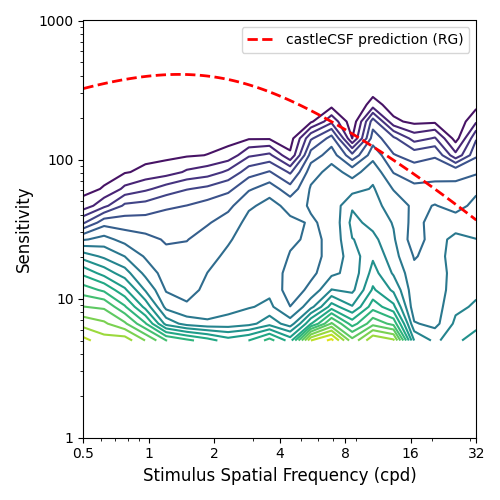 1000
castleCSF prediction (RG)
100
Sensitivity
10
1
0.5 1 2 4 8 16 32
Stimulus Spatial Frequency (cpd)